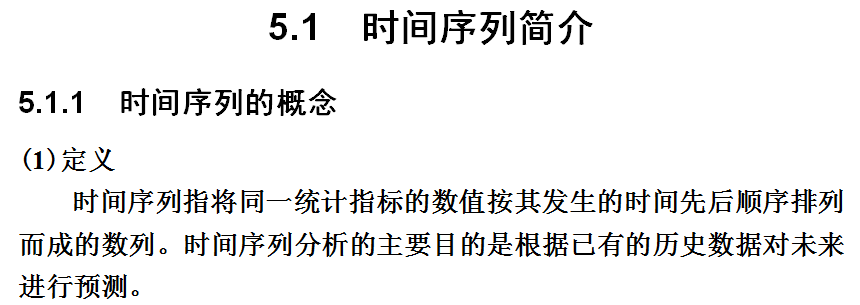 5.1 时间序列简介
5.1.1 时间序列的概念
(1)定义
时间序列指将同一统计指标的数值按其发生的时间先后顺序排列
而成的数列。时间序列分析的主要目的是根据已有的历史数据对未来
进行预测。